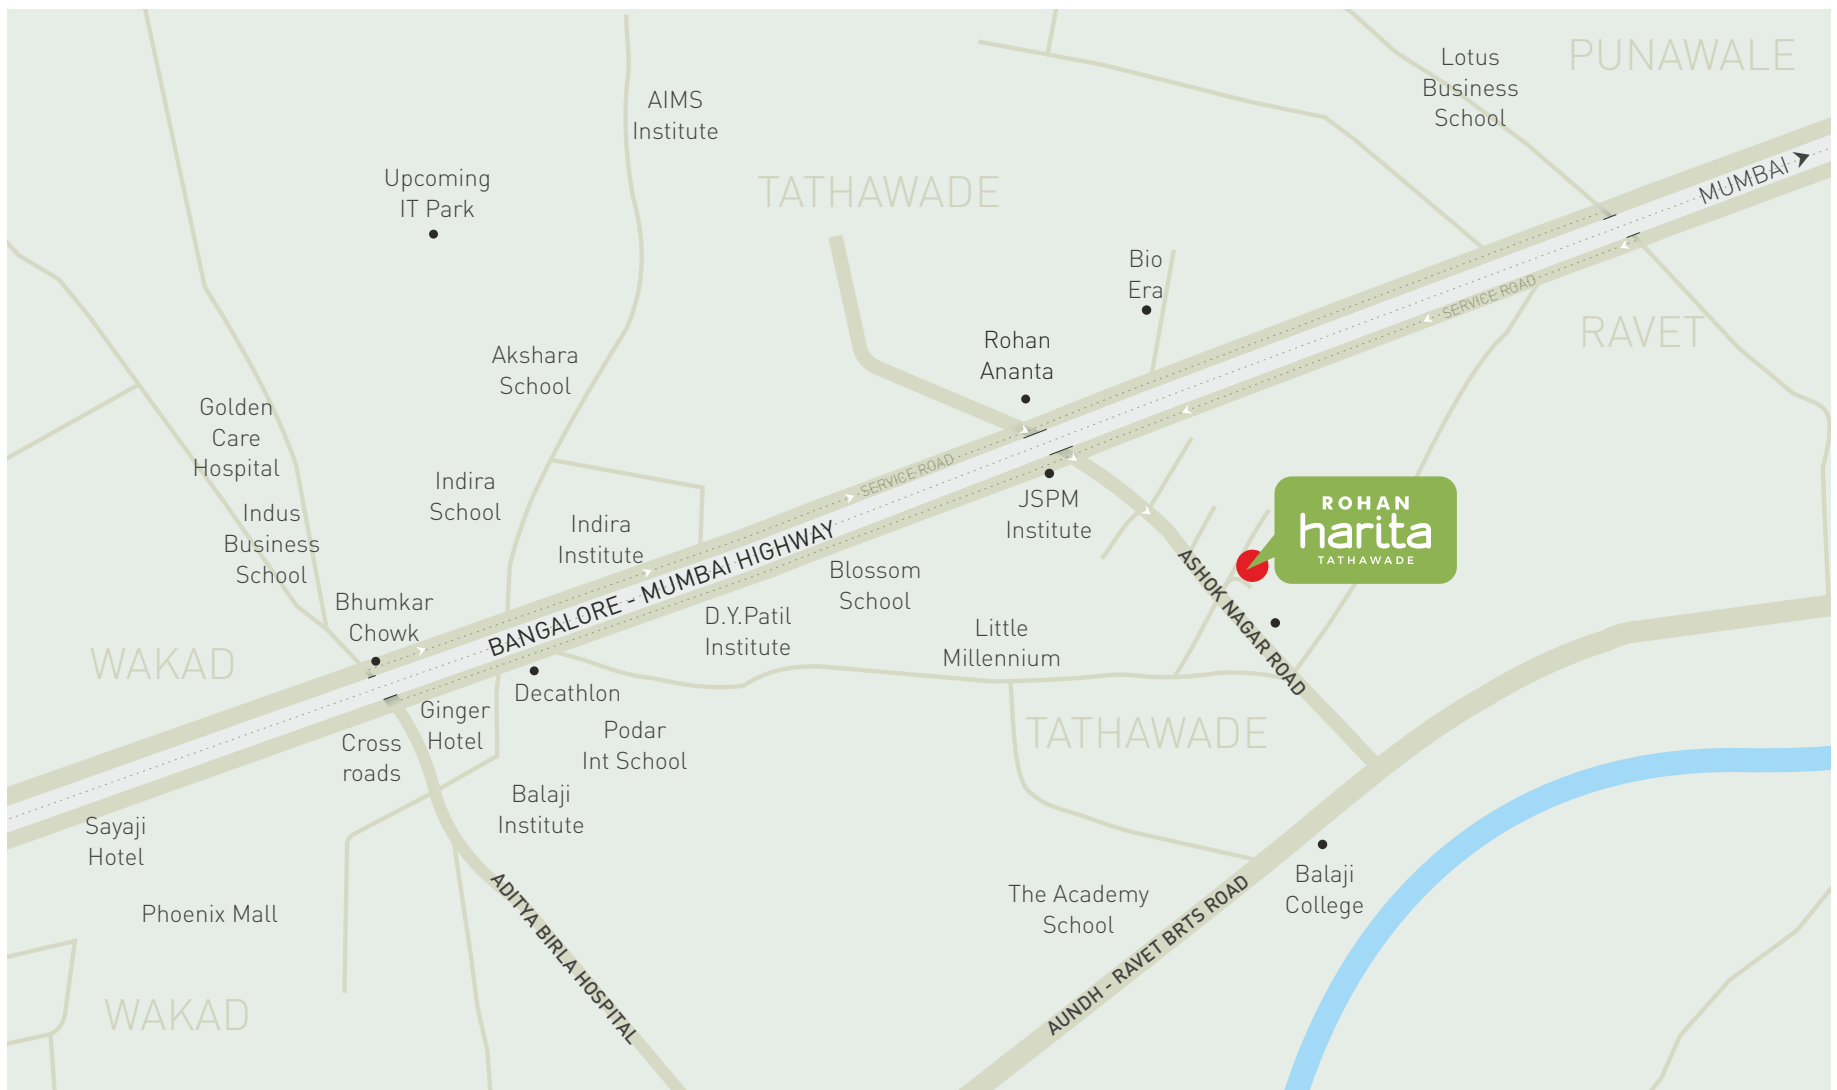 PUNAWALE
Lotus
Business
School
AIMS
Institute
MUMBAI
Upcoming
IT Park
TATHAWADE
Bio
Era
SERVICE ROAD
RAVET
Rohan
Ananta
Akshara
School
Golden
Care
Hospital
SERVICE ROAD
Indira
School
JSPM
Institute
ROHAN
harita
TATHAWADE
Indus
Business
School
Indira
Institute
BANGALORE - MUMBAI HIGHWAY
Blossom
School
ASHOK NAGAR ROAD
Bhumkar
Chowk
D.Y.Patil
Institute
Little
Millennium
WAKAD
Decathlon
Ginger
Hotel
Cross
roads
Podar
Int School
TATHAWADE
Balaji
Institute
Sayaji
Hotel
Phoenix Mall
ADITYA BIRLA HOSPITAL
The Academy
School
AUNDH - RAVET BRTS ROAD
Balaji
College
WAKAD